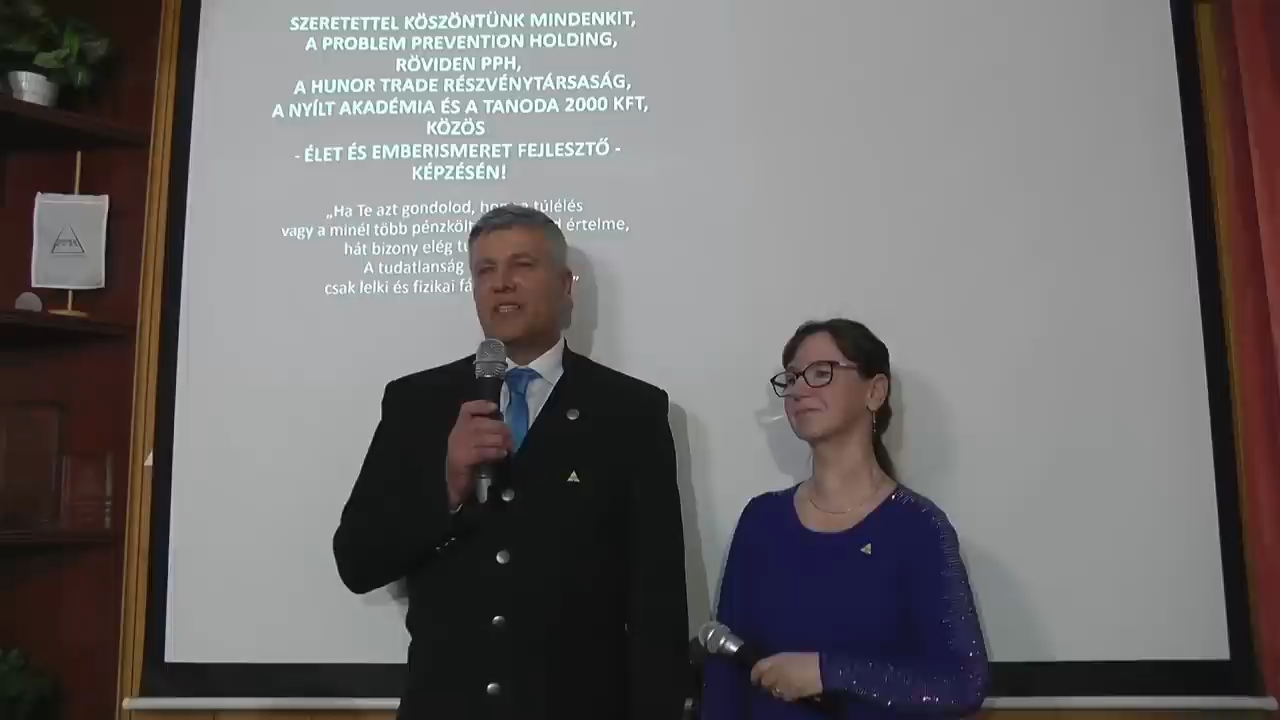 SZERETETTEL KÖSZÖNTÜNK MINDENKIT,
A PROBLEM PREVENTION HOLDING,
RÖVIDEN PPH,
A HUNOR TRADE RÉSZVÉNYTÁRSASÁG,
A NYÍLT AKADÉMIA ÉS A TANODA 2000 KFT,
KÖZÖS
- ÉLET ÉS EMBERISMERET FEJLESZTŐ -
KÉPZÉSÉN!
„Ha Te azt gondolod, túlélés
vagy a minél több értelme,
hát bizony elég
A tudatlanság
csak lelki és fizikai